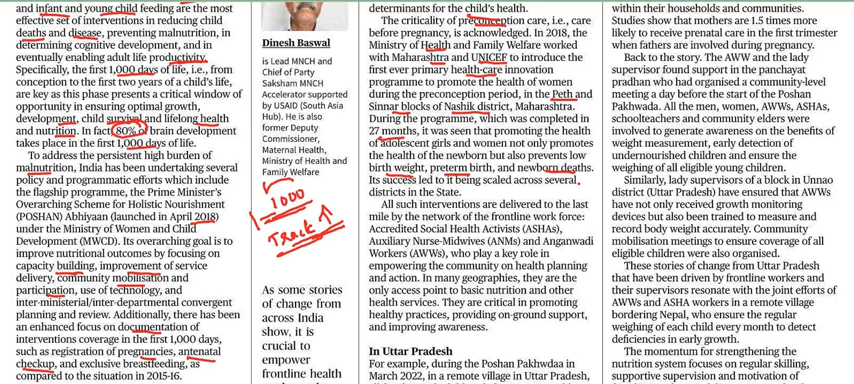 and infant and young child feeding are the most
effective set of interventions in reducing child
deaths and disease, preventing malnutrition, in
determining cognitive development, and in
eventually enabling adult life productivity.
Specifically, the first 1,000 days of life, i.e., from
conception to the first two years of a child's life,
are key as this phase presents a critical window of
opportunity in ensuring optimal growth,
development, child survival and lifelong health
and nutrition. In fact 80% of brain development
takes place in the first 1,000 days of life.
To address the persistent high burden of
malnutrition, India has been undertaking several
policy and programmatic efforts which include
the flagship programme, the Prime Minister's
Overarching Scheme for Holistic Nourishment
(POSHAN) Abhiyaan (launched in April 2018)
under the Ministry of Women and Child
Development (MWCD). Its overarching goal is to
improve nutritional outcomes by focusing on
capacity building, improvement of service
delivery, community mobilisation and
participation, use of technology, and
inter-ministerial/inter-departmental convergent
planning and review. Additionally, there has been
an enhanced focus on documentation of
interventions coverage in the first 1,000 days,
such as registration of pregnancies, antenatal
checkup, and exclusive breastfeeding, as
compared to the situation in 2015-16.
Dinesh Baswal
is Lead MNCH and
Chief of Party
Saksham MNCH
Accelerator supported
by USAID (South Asia
Hub). He is also
former Deputy
Commissioner,
Maternal Health,
Ministry of Health and
Family Welfare
1000
Track
As some stories
of change from
across India
show, it is
crucial to
empower
frontline health
determinants for the child's health.
The criticality of preconception care, i.e., care
before pregnancy, is acknowledged. In 2018, the
Ministry of Health and Family Welfare worked
with Maharashtra and UNICEF to introduce the
first ever primary health-care innovation
programme to promote the health of women
during the preconception period, in the Peth and
Sinnar blocks of Nashik district, Maharashtra.
During the programme, which was completed in
27 months, it was seen that promoting the health
of adolescent girls and women not only promotes
the health of the newborn but also prevents low
birth weight, preterm birth, and newborn deaths.
Its success led to it being scaled across several
districts in the State.
All such interventions are delivered to the last
mile by the network of the frontline work force:
Accredited Social Health Activists (ASHAs),
Auxiliary Nurse-Midwives (ANMs) and Anganwadi
Workers (AWWs), who play a key role in
empowering the community on health planning
and action. In many geographies, they are the
only access point to basic nutrition and other
health services. They are critical in promoting
healthy practices, providing on-ground support,
and improving awareness.
In Uttar Pradesh
For example, during the Poshan Pakhwdaa in
March 2022, in a remote village in Uttar Pradesh,
within their households and communities.
Studies show that mothers are 1.5 times more
likely to receive prenatal care in the first trimester
when fathers are involved during pregnancy.
Back to the story. The AWW and the lady
supervisor found support in the panchayat
pradhan who had organised a community-level
meeting a day before the start of the Poshan
Pakhwada. All the men, women, AWWs, ASHAs,
schoolteachers and community elders were
involved to generate awareness on the benefits of
weight measurement, early detection of
undernourished children and ensure the
weighing of all eligible young children.
Similarly, lady supervisors of a block in Unnao
district (Uttar Pradesh) have ensured that AWWs
have not only received growth monitoring
devices but also been trained to measure and
record body weight accurately. Community
mobilisation meetings to ensure coverage of all
eligible children were also organised.
These stories of change from Uttar Pradesh
that have been driven by frontline workers and
their supervisors resonate with the joint efforts of
AWWs and ASHA workers in a remote village
bordering Nepal, who ensure the regular
weighing of each child every month to detect
deficiencies in early growth.
The momentum for strengthening the
nutrition system focuses on regular skilling,
supportive supervision and motivation of